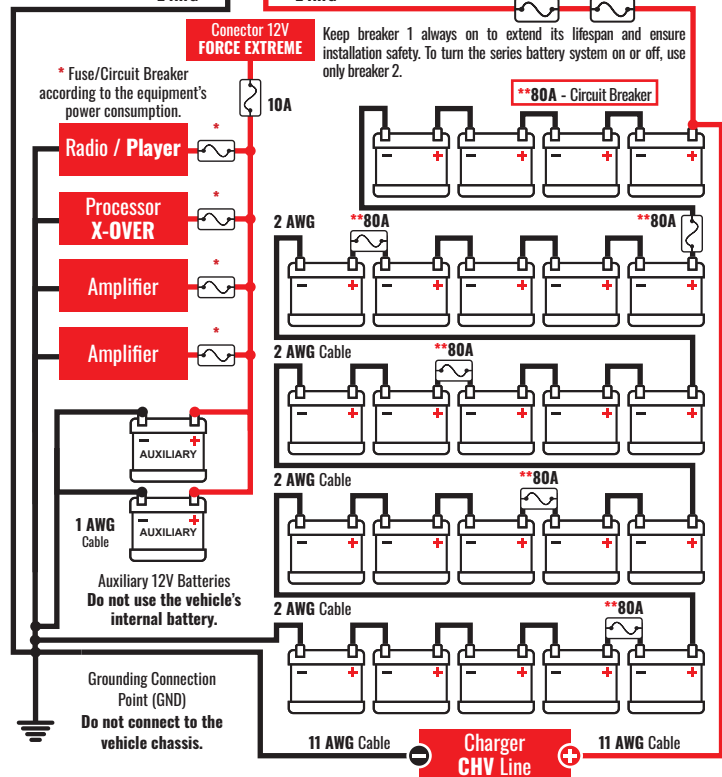 Conector 12V
FORCE EXTREME
Keep breaker 1 always on to extend its lifespan and ensure
installation safety. To turn the series battery system on or off, use
only breaker 2.
* Fuse/Circuit Breaker
according to the equipment's
power consumption.
10A
**80A - Circuit Breaker
*
Radio / Player
*
Processor
X-OVER
*
Amplifier
*
Amplifier
- + - + - + - +
2 AWG
**80A
**80A
- + - + - + - + - +
2 AWG Cable
**80A
- + - + - + - + - +
- +
AUXILIARY
- +
AUXILIARY
1 AWG
Cable
2 AWG Cable
**80A
- + - + - + - + - +
Auxiliary 12V Batteries
Do not use the vehicle's
internal battery.
2 AWG Cable
**80A
- + - + - + - + - +
Grounding Connection
Point (GND)
Do not connect to the
vehicle chassis.
11 AWG Cable
-
Charger
CHV Line
+
11 AWG Cable